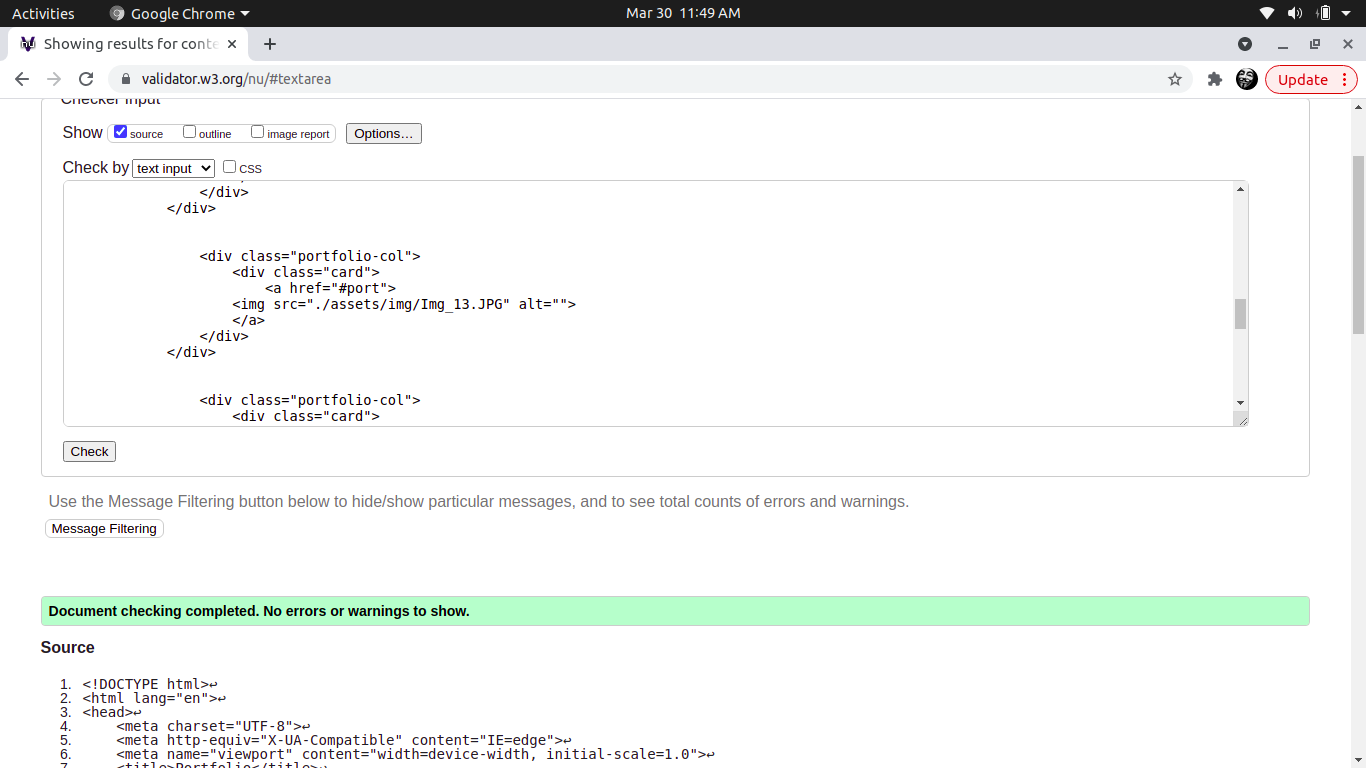 Activities Google Chrome Mar 30 11:49 AM
Showing results for conte
validator.w3.org/nu/#textarea Update
Checker Input
Show source outline image report Options…
Check by text input CSS
</div>
</div>
<div class="portfolio-col">
<div class="card">
<a href="#port">
<img src="./assets/img/Img_13.JPG" alt="">
</a>
</div>
</div>
<div class="portfolio-col">
<div class="card">
Check
Use the Message Filtering button below to hide/show particular messages, and to see total counts of errors and warnings.
Message Filtering
Document checking completed. No errors or warnings to show.
Source
1. <!DOCTYPE html>↩
2. <html lang="en">↩
3. <head>↩
4. <meta charset="UTF-8">↩
5. <meta http-equiv="X-UA-Compatible" content="IE=edge">↩
6. <meta name="viewport" content="width=device-width, initial-scale=1.0">↩
7. <title>Portfolio</title>↩